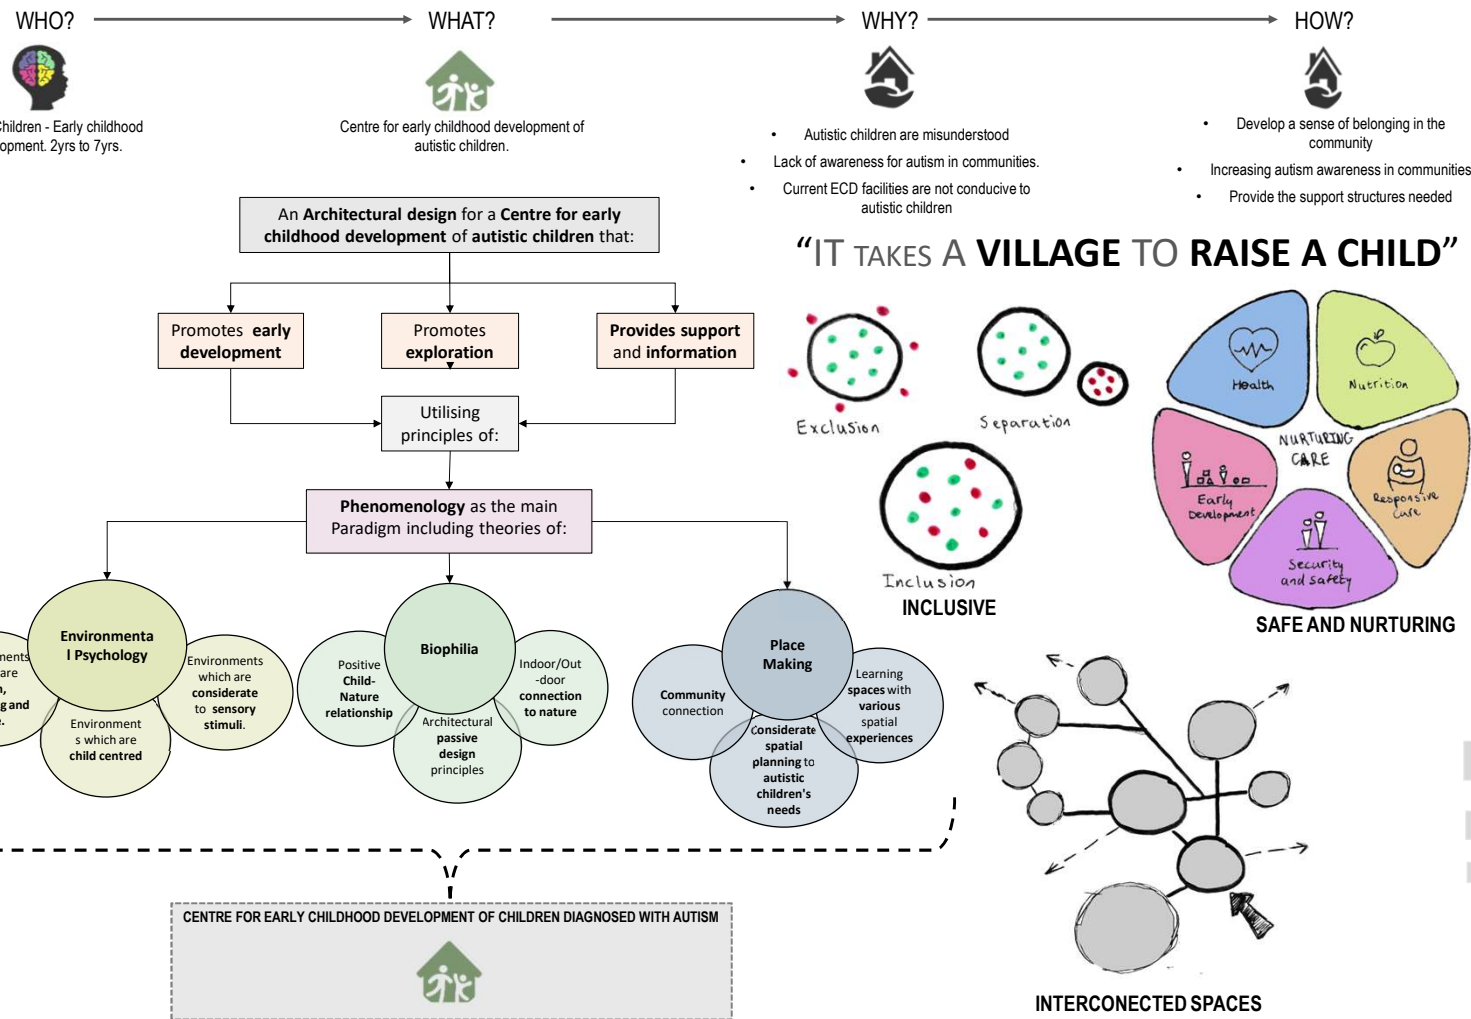 WHO?
WHAT?
WHY?
HOW?
Children - Early childhood
opment. 2yrs to 7yrs.
Centre for early childhood development of
autistic children.
• Autistic children are misunderstood
• Lack of awareness for autism in communities.
• Current ECD facilities are not conducive to
autistic children
• Develop a sense of belonging in the
community
• Increasing autism awareness in communities
• Provide the support structures needed
An Architectural design for a Centre for early
childhood development of autistic children that:
Promotes early
development
Promotes
exploration
Provides support
and information
Utilising
principles of:
Phenomenology as the main
Paradigm including theories of:
Environmenta
l Psychology
ments
are
g and
Environment
s which are
child centred
Environments
which are
considerate
to sensory
stimuli.
Biophilia
Positive
Child-
Nature
relationship
Architectural
passive
design
principles
Indoor/Out
-door
connection
to nature
Place
Making
Community
connection
Considerate
spatial
planning to
autistic
children's
needs
Learning
spaces with
various
spatial
experiences
CENTRE FOR EARLY CHILDHOOD DEVELOPMENT OF CHILDREN DIAGNOSED WITH AUTISM
“IT TAKES A VILLAGE TO RAISE A CHILD”
Exclusion
Separation
Inclusion
INCLUSIVE
Health
Nutrition
NURTURING
CARE
Early
Development
Responsive
Care
Security
and safety
SAFE AND NURTURING
INTERCONECTED SPACES